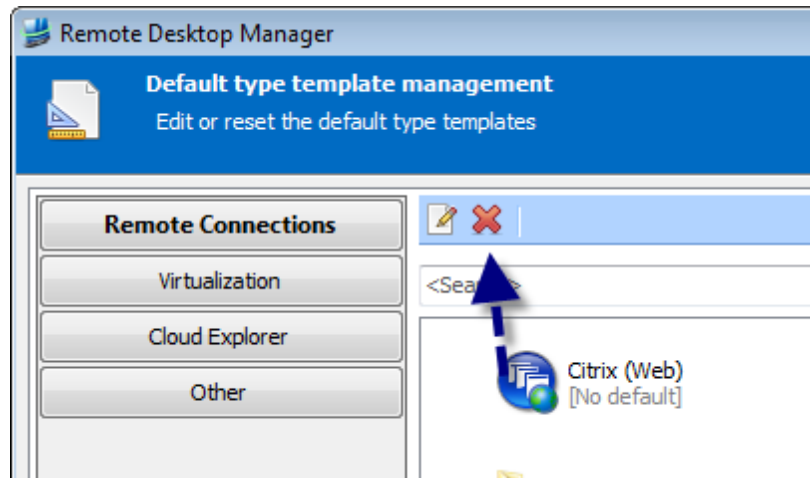 Remote Desktop Manager
Default type template management
Edit or reset the default type templates
Remote Connections
Virtualization
Cloud Explorer
Other
Citrix (Web)
[No default]